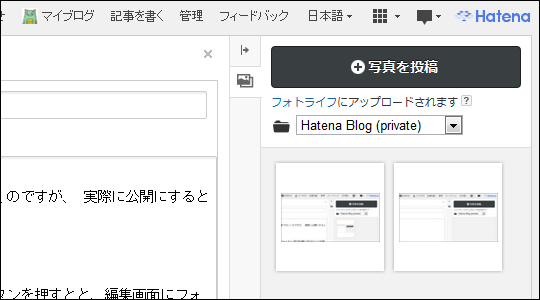 マイブログ 記事を書く 管理 フィードバック 日本語 Hatena
写真を投稿
フォトライフにアップロードされます ?
Hatena Blog (private)
のですが、 実際に公開にすると
タンを押すとと、編集画面にフォ